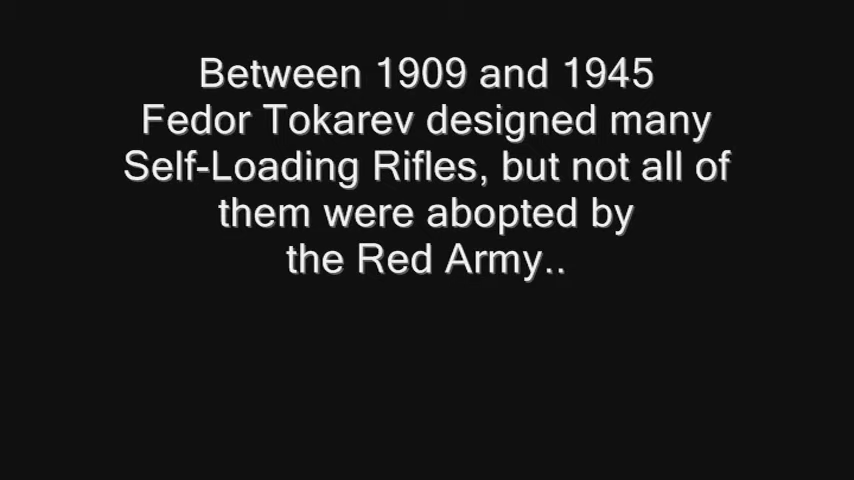 Between 1909 and 1945
Fedor Tokarev designed many
Self-Loading Rifles, but not all of
them were abopted by
the Red Army..